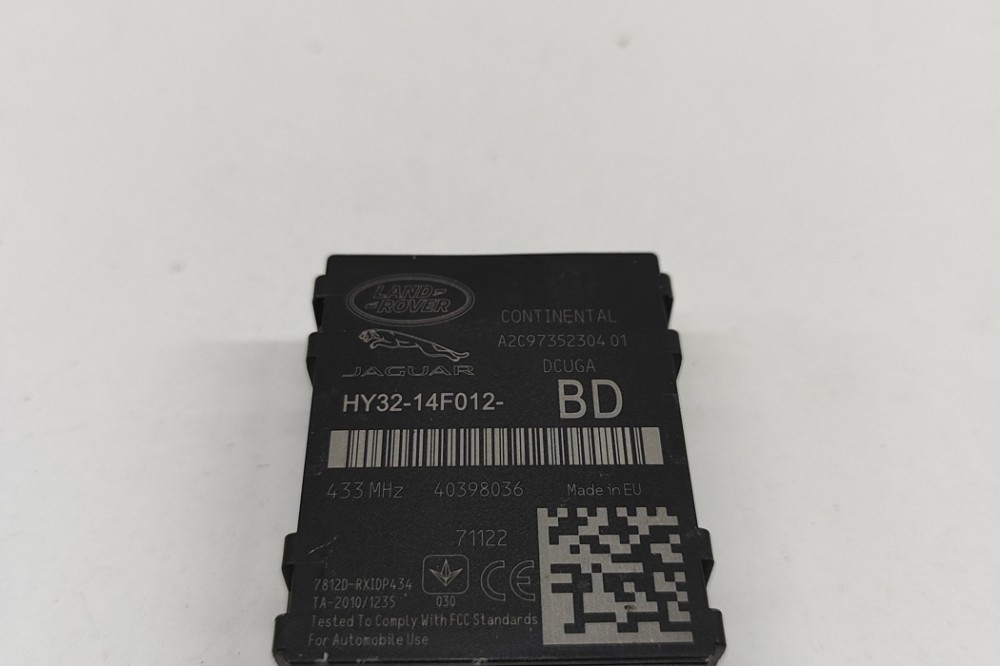 LAND-
-ROVER
CONTINENTAL
A2C97352304 01
JAGUAR
DCUGA
HY32-14F012- BD
433 MHz 40398036 Made in EU
71122
7812D-RXIDP434
TA-2010/1235
030
CE
Tested To Comply With FCC Standards
For Automobile Use